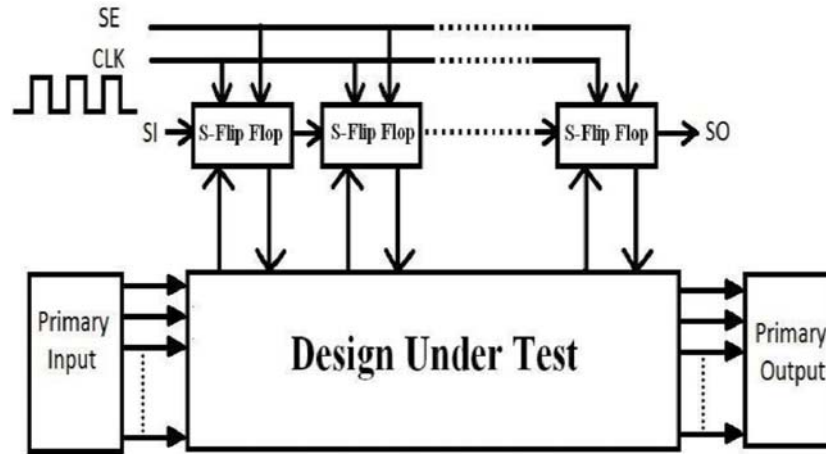 SE
CLK
SI
S-Flip Flop
S-Flip Flop
S-Flip Flop
SO
Primary
Input
Design Under Test
Primary
Output